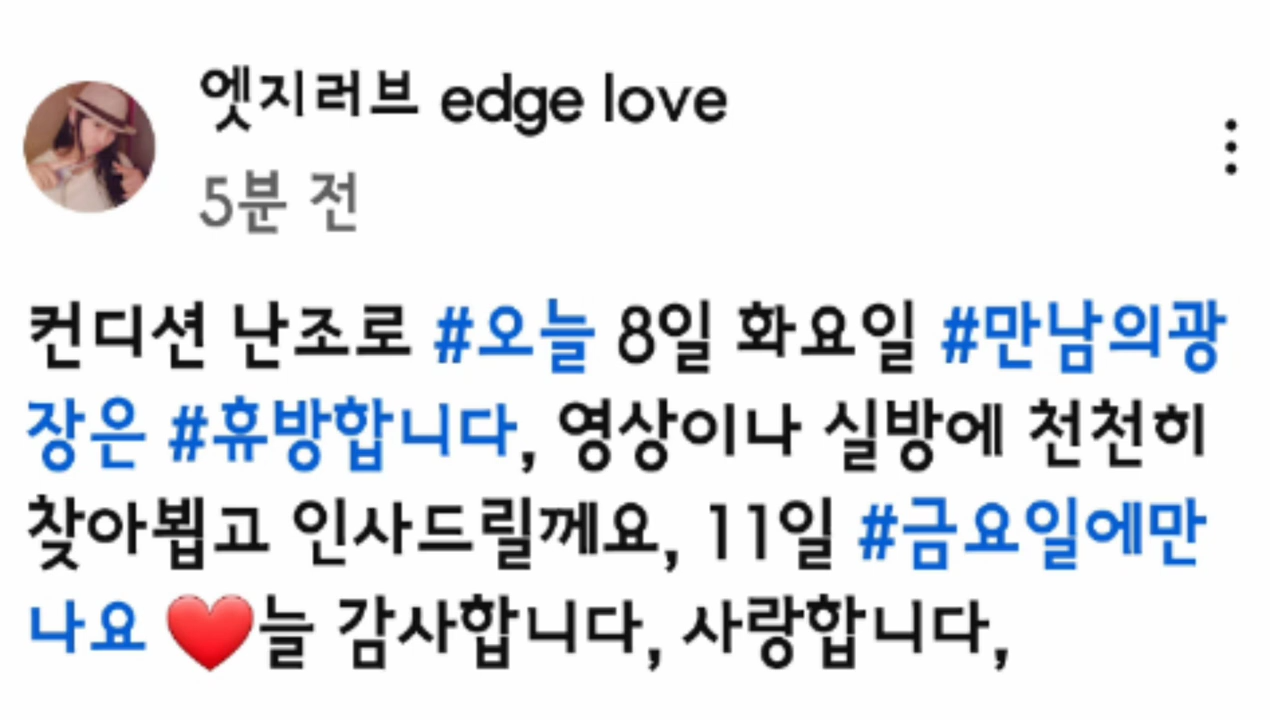 엣지러브 edge love
5분 전
컨디션 난조로 #오늘 8일 화요일 #만남의광
장은 #휴방합니다, 영상이나 실방에 천천히
찾아뵙고 인사드릴께요, 11일 #금요일에만
나요 ❤️늘 감사합니다, 사랑합니다,